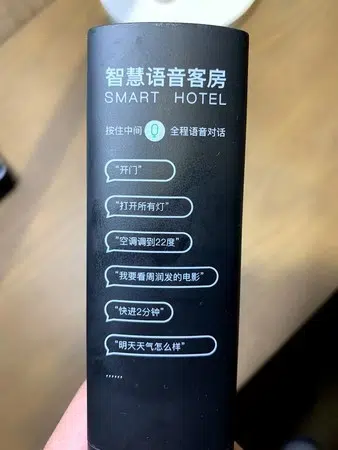 智慧语音客房
SMART HOTEL
按住中间 全程语音对话
“开门”
“打开所有灯”
“空调调到22度”
“我要看周润发的电影”
“快进2分钟”
“明天天气怎么样”
......